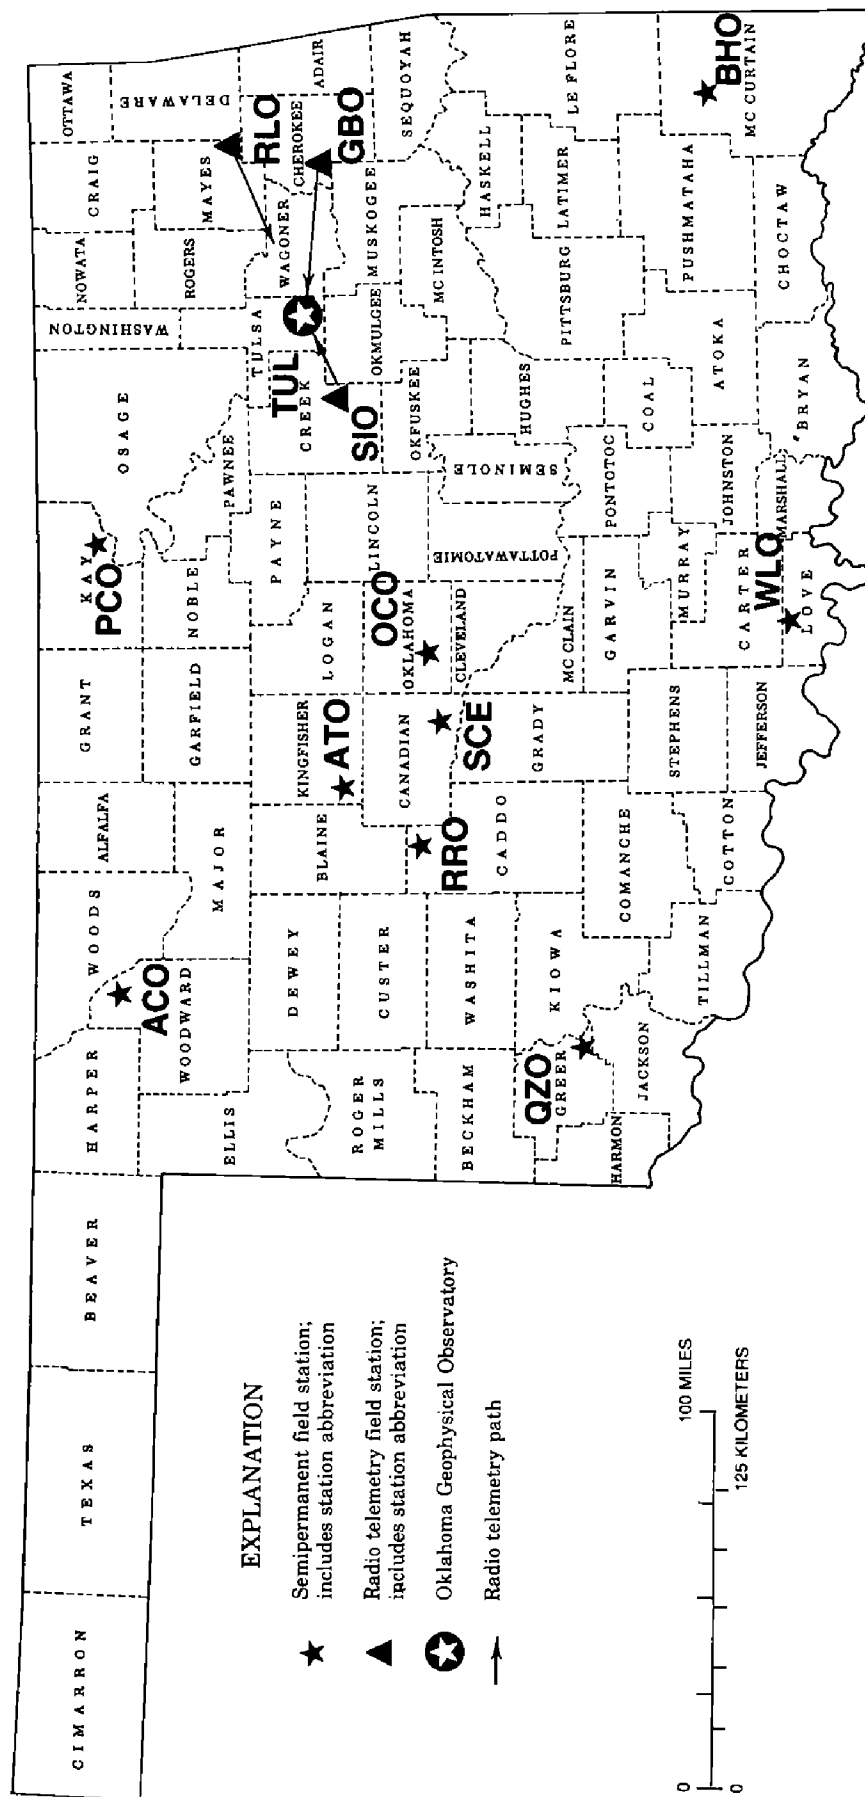 CIMARRON
TEXAS
BEAVER
HARPER
WOODS
ALFALFA
GRANT
KAY
PCO
OSAGE
WASHINGTON
NOWATA
CRAIG
OTTAWA
ELLIS
WOODWARD
ACO
MAJOR
GARFIELD
NOBLE
PAWNEE
ROGERS
MAYES
DELAWARE
RLO
ROGER
MILLS
DEWEY
BLAINE
KINGFISHER
ATO
LOGAN
PAYNE
CREEK
TUL
TULSA
WAGONER
CHEROKEE
ADAIR
GBO
BECKHAM
CUSTER
CANADIAN
OKLAHOMA
OCO
LINCOLN
SIO
OKFUSKEE
OKMULGEE
MUSKOGEE
SEQUOYAH
WASHITA
RRO
CADDO
SCE
CLEVELAND
POTTAWATOMIE
SEMINOLE
HUGHES
MC INTOSH
HASKELL
HARMON
GREER
QZO
KIOWA
GRADY
MC CLAIN
PONTOTOC
PITTSBURG
LATIMER
LE FLORE
JACKSON
COMANCHE
STEPHENS
GARVIN
MURRAY
COAL
TILLMAN
COTTON
JEFFERSON
CARTER
WLO
LOVE
JOHNSTON
MARSHALL
ATOKA
BRYAN
PUSHMATAHA
CHOCTAW
BHO
MC CURTAIN
EXPLANATION
Semipermanent field station;
includes station abbreviation
Radio telemetry field station;
includes station abbreviation
Oklahoma Geophysical Observatory
Radio telemetry path
0 100 MILES
0 125 KILOMETERS